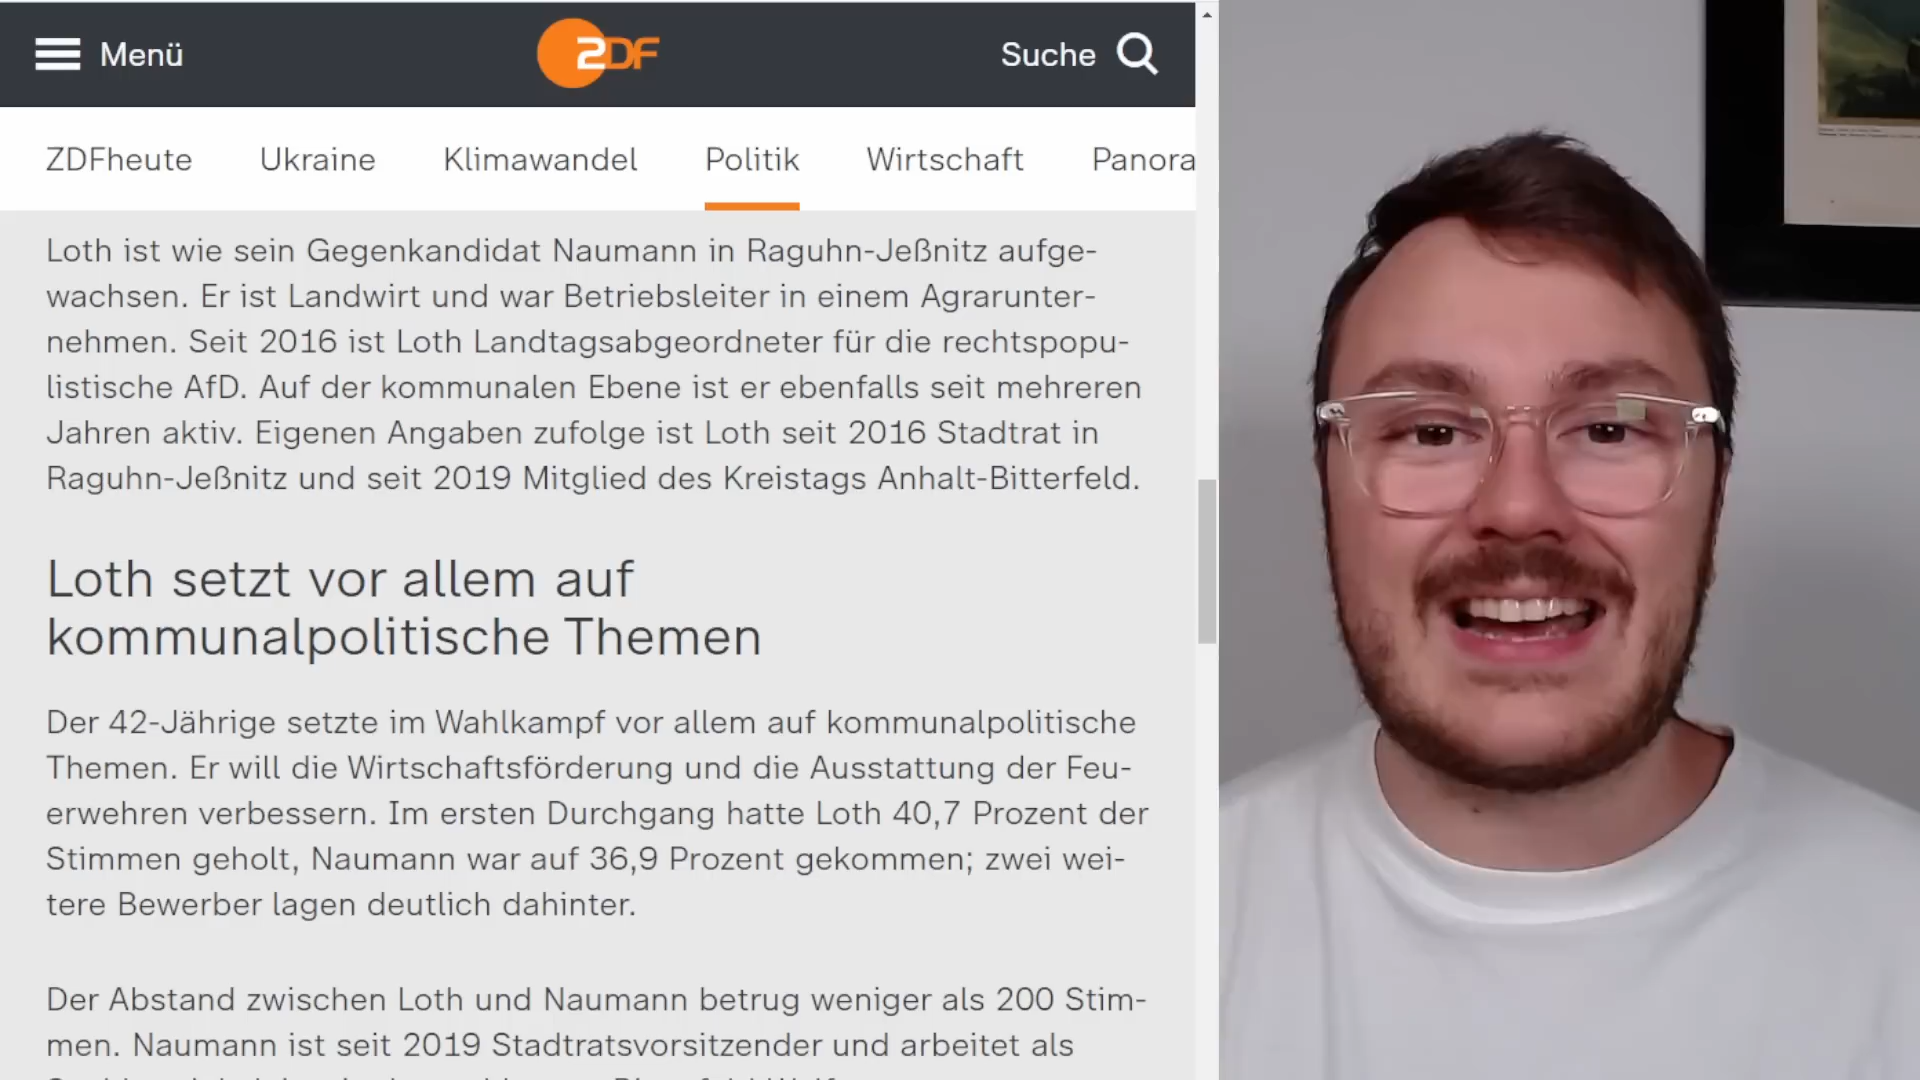 Menü
ZDF
Suche
ZDFheute Ukraine Klimawandel Politik Wirtschaft Panora
Loth ist wie sein Gegenkandidat Naumann in Raguhn-Jeßnitz aufge-
wachsen. Er ist Landwirt und war Betriebsleiter in einem Agrarunter-
nehmen. Seit 2016 ist Loth Landtagsabgeordneter für die rechtspopu-
listische AfD. Auf der kommunalen Ebene ist er ebenfalls seit mehreren
Jahren aktiv. Eigenen Angaben zufolge ist Loth seit 2016 Stadtrat in
Raguhn-Jeßnitz und seit 2019 Mitglied des Kreistags Anhalt-Bitterfeld.
Loth setzt vor allem auf
kommunalpolitische Themen
Der 42-Jährige setzte im Wahlkampf vor allem auf kommunalpolitische
Themen. Er will die Wirtschaftsförderung und die Ausstattung der Feu-
erwehren verbessern. Im ersten Durchgang hatte Loth 40,7 Prozent der
Stimmen geholt, Naumann war auf 36,9 Prozent gekommen; zwei wei-
tere Bewerber lagen deutlich dahinter.
Der Abstand zwischen Loth und Naumann betrug weniger als 200 Stim-
men. Naumann ist seit 2019 Stadtratsvorsitzender und arbeitet als